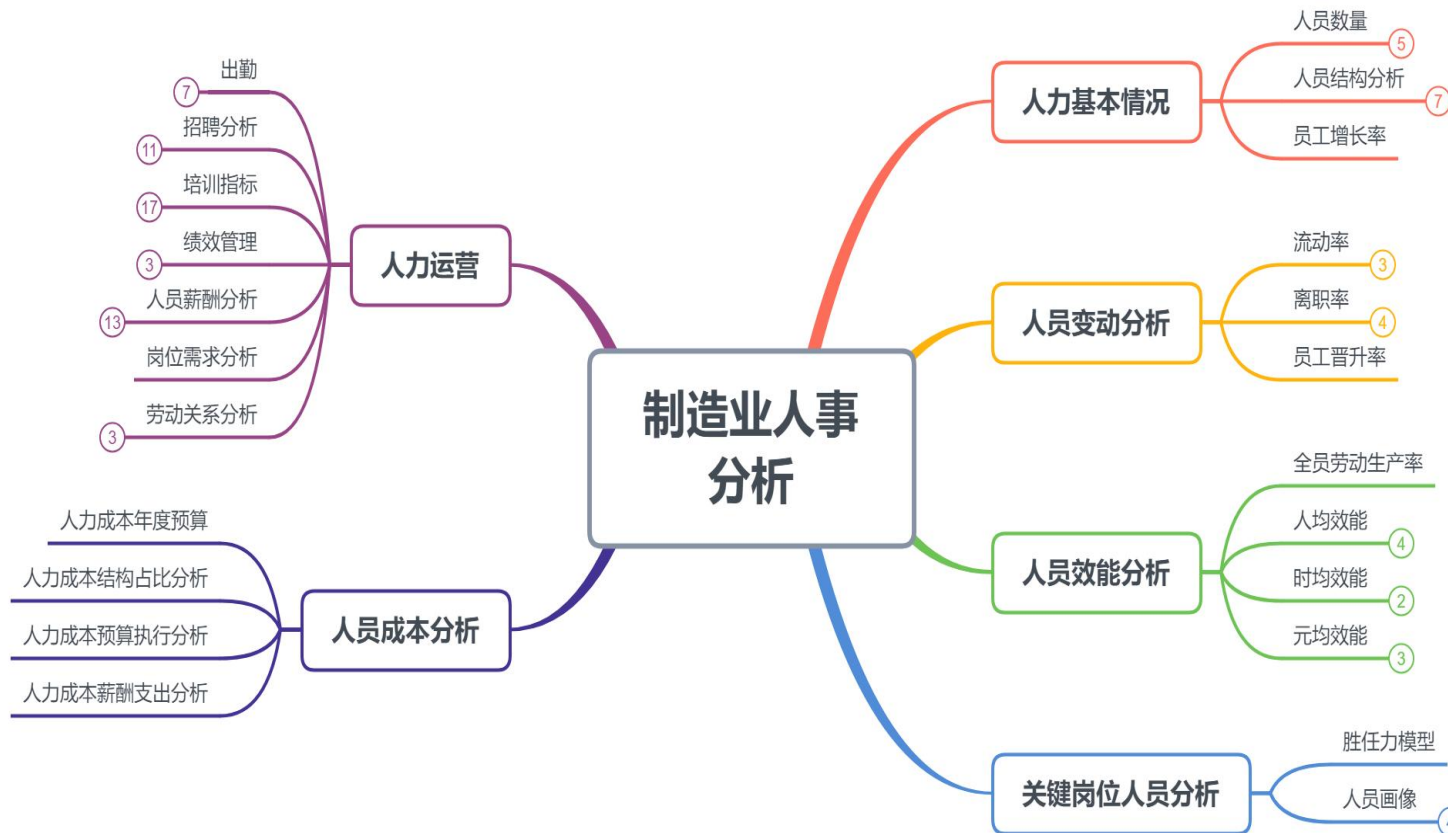 制造业人事
分析
人力基本情况
人员数量
5
人员结构分析
7
员工增长率
人员变动分析
流动率
3
离职率
4
员工晋升率
人员效能分析
全员劳动生产率
人均效能
4
时均效能
2
元均效能
3
关键岗位人员分析
胜任力模型
人员画像
人力运营
出勤
7
招聘分析
11
培训指标
17
绩效管理
3
人员薪酬分析
13
岗位需求分析
劳动关系分析
3
人员成本分析
人力成本年度预算
人力成本结构占比分析
人力成本预算执行分析
人力成本薪酬支出分析